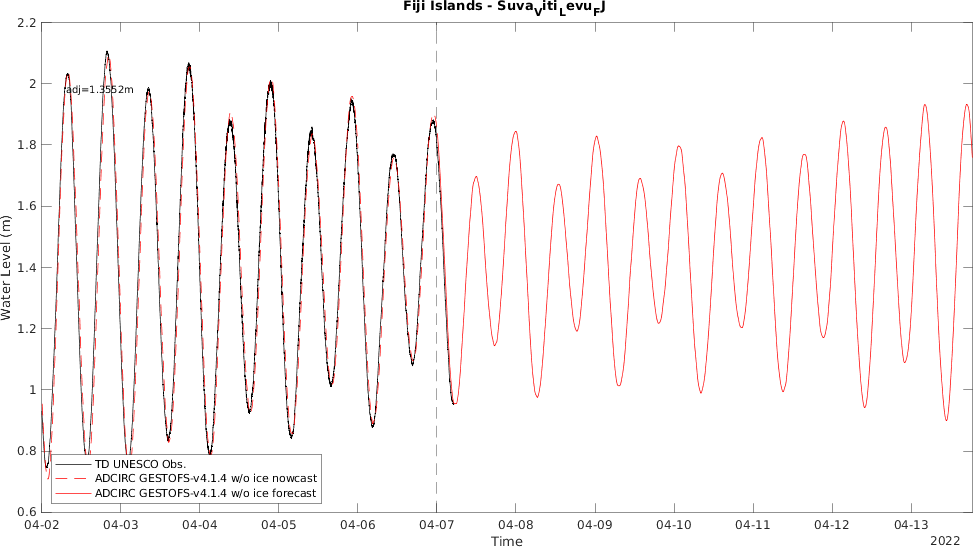 Fiji Islands - SuvaVitiLevuFJ
2.2
2
1.8
1.6
1.4
1.2
1
0.8
0.6
Water Level (m)
adj=1.3552m
TD UNESCO Obs.
ADCIRC GESTOFS-v4.1.4 w/o ice nowcast
ADCIRC GESTOFS-v4.1.4 w/o ice forecast
04-02 04-03 04-04 04-05 04-06 04-07 04-08 04-09 04-10 04-11 04-12 04-13
Time
2022